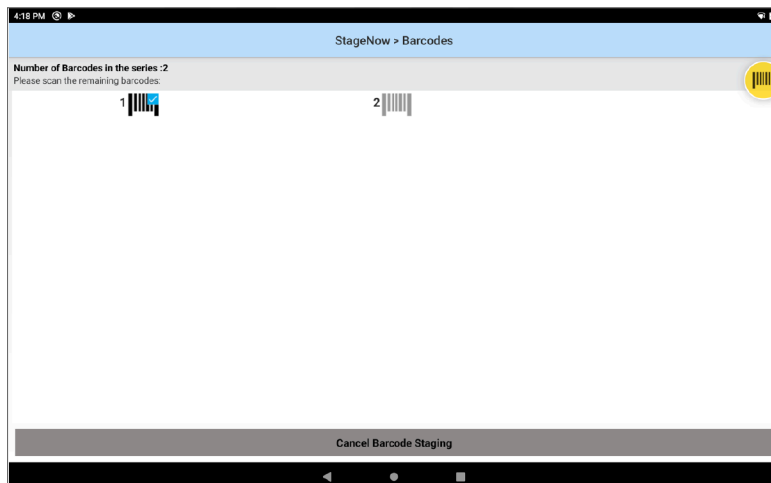 4:18 PM
StageNow > Barcodes
Number of Barcodes in the series :2
Please scan the remaining barcodes:
1 2
Cancel Barcode Staging